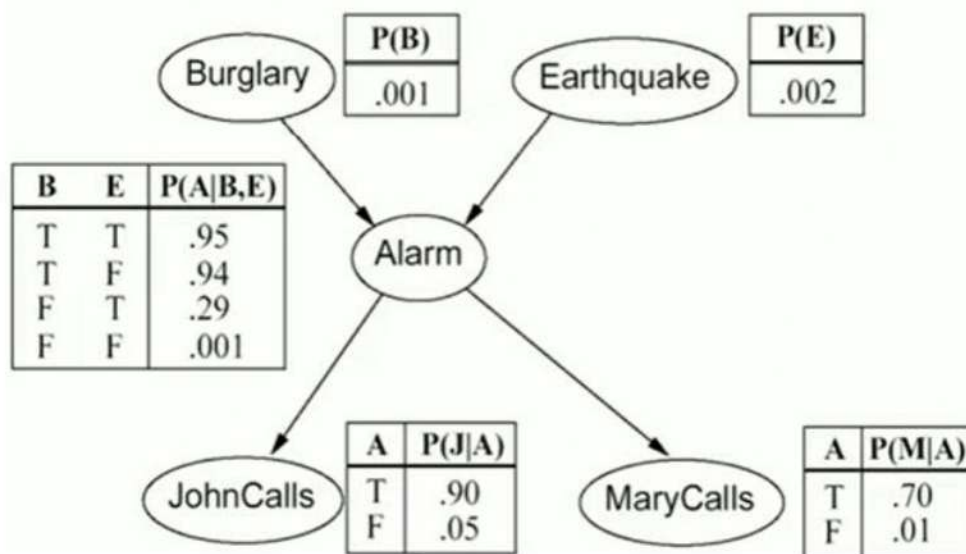 P(B)
Burglary
.001
P(E)
Earthquake
.002
B E P(A|B,E)
T T .95
T F .94
F T .29
F F .001
Alarm
JohnCalls
A P(J|A)
T .90
F .05
MaryCalls
A P(M|A)
T .70
F .01